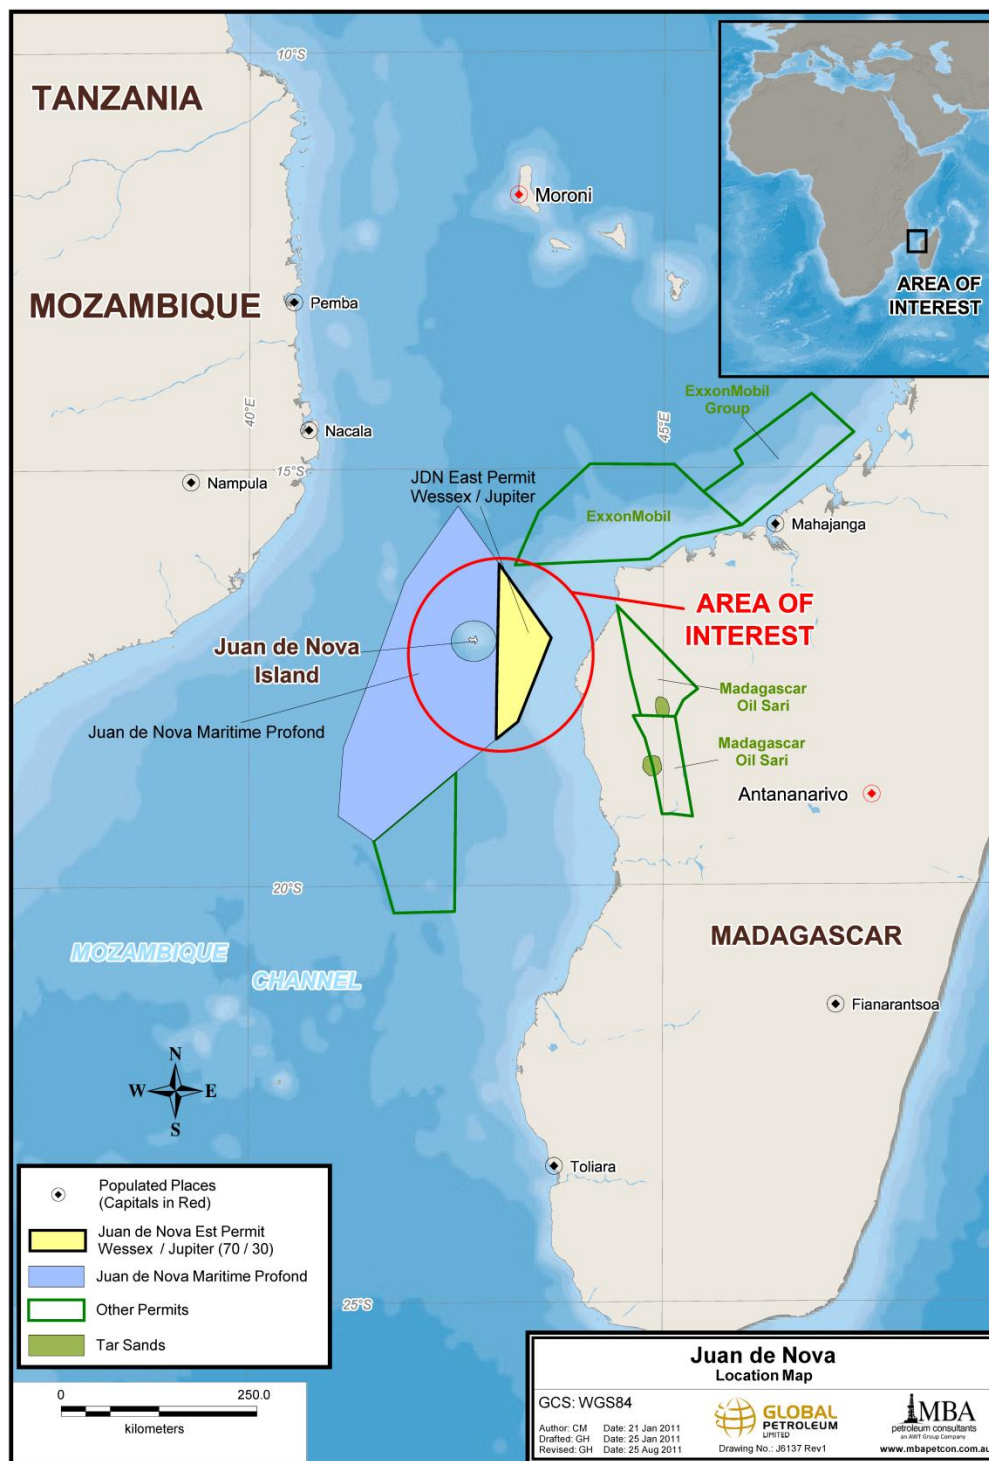 TANZANIA
10°S
Moroni
MOZAMBIQUE
Pemba
AREA OF
INTEREST
40°E
45°E
ExxonMobil
Group
Nacala
15°S
Nampula
JDN East Permit
Wessex / Jupiter
ExxonMobil
Mahajanga
AREA OF
INTEREST
Juan de Nova
Island
Juan de Nova Maritime Profond
Madagascar
Oil Sari
Madagascar
Oil Sari
Antananarivo
20°S
MADAGASCAR
MOZAMBIQUE
CHANNEL
Fianarantsoa
N
W
E
S
Toliara
Populated Places
(Capitals in Red)
Juan de Nova Est Permit
Wessex / Jupiter (70 / 30)
Juan de Nova Maritime Profond
Other Permits
Tar Sands
25°S
0
250.0
kilometers
Juan de Nova
Location Map
GCS: WGS84
Author: CM Date: 21 Jan 2011
Drafted: GH Date: 25 Jan 2011
Revised: GH Date: 25 Aug 2011
GLOBAL
PETROLEUM
LIMITED
Drawing No.: J6137 Rev1
MBA
petroleum consultants
an AWT Group Company
www.mbapetcon.com.au